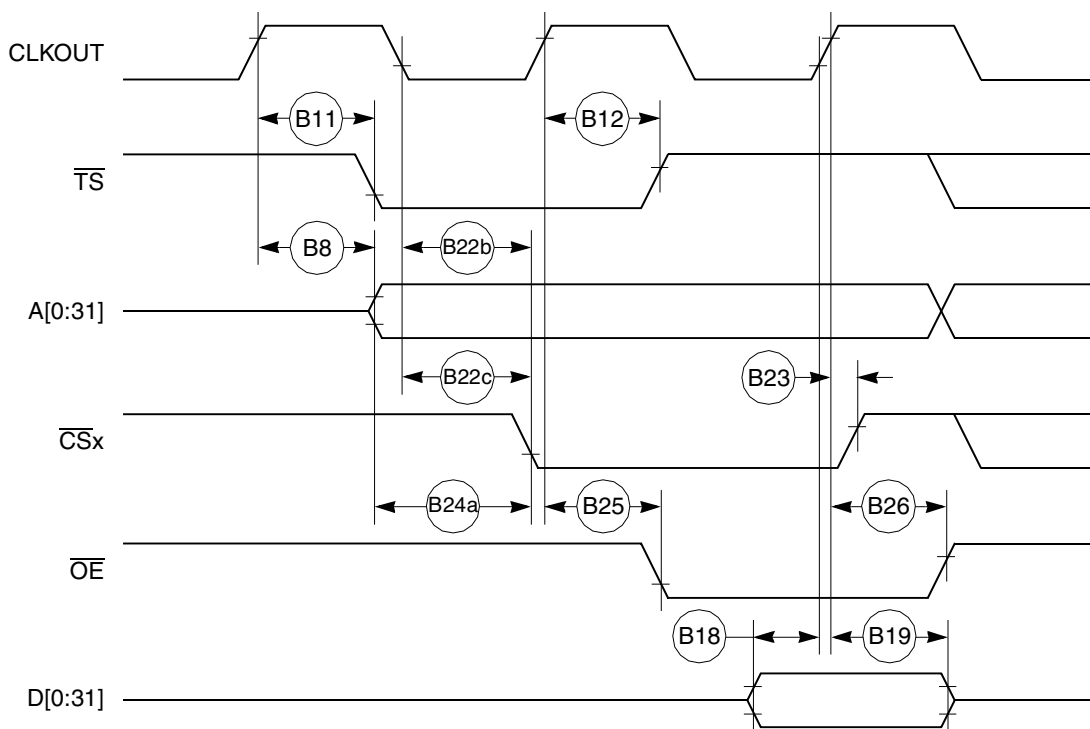 CLKOUT
B11
B12
TS
B8
B22b
A[0:31]
B22c
B23
CSx
B24a
B25
B26
OE
B18
B19
D[0:31]